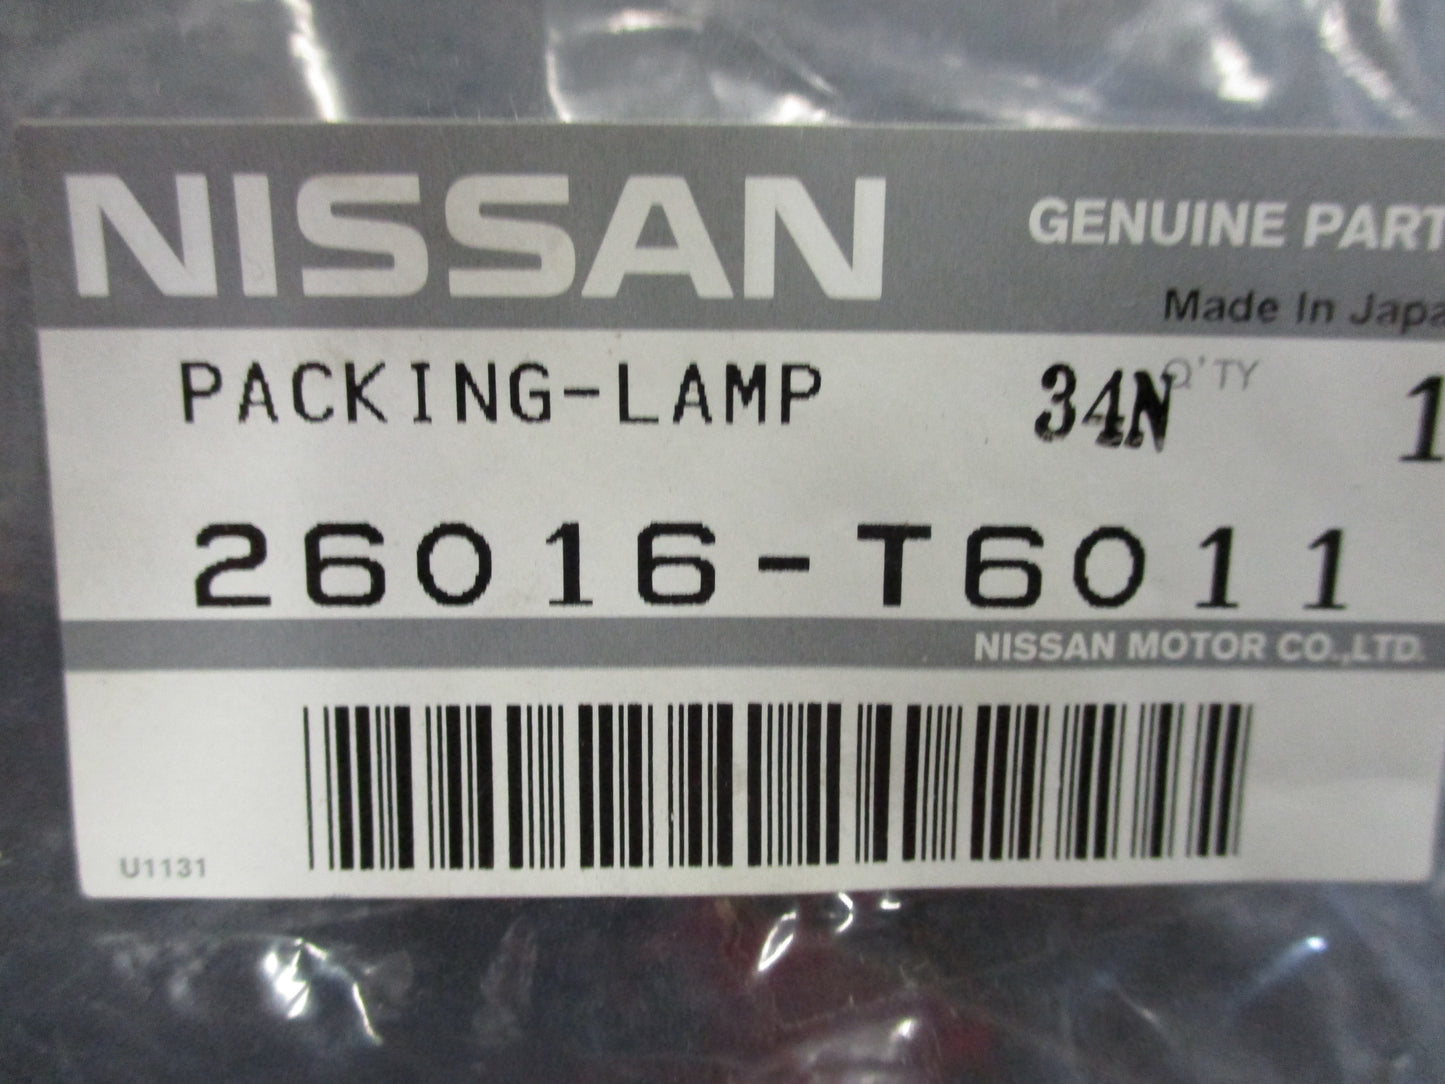 NISSAN
GENUINE PART
Made In Japa
PACKING-LAMP 34N Q'TY 1
26016-T6011
NISSAN MOTOR CO.,LTD.
U1131